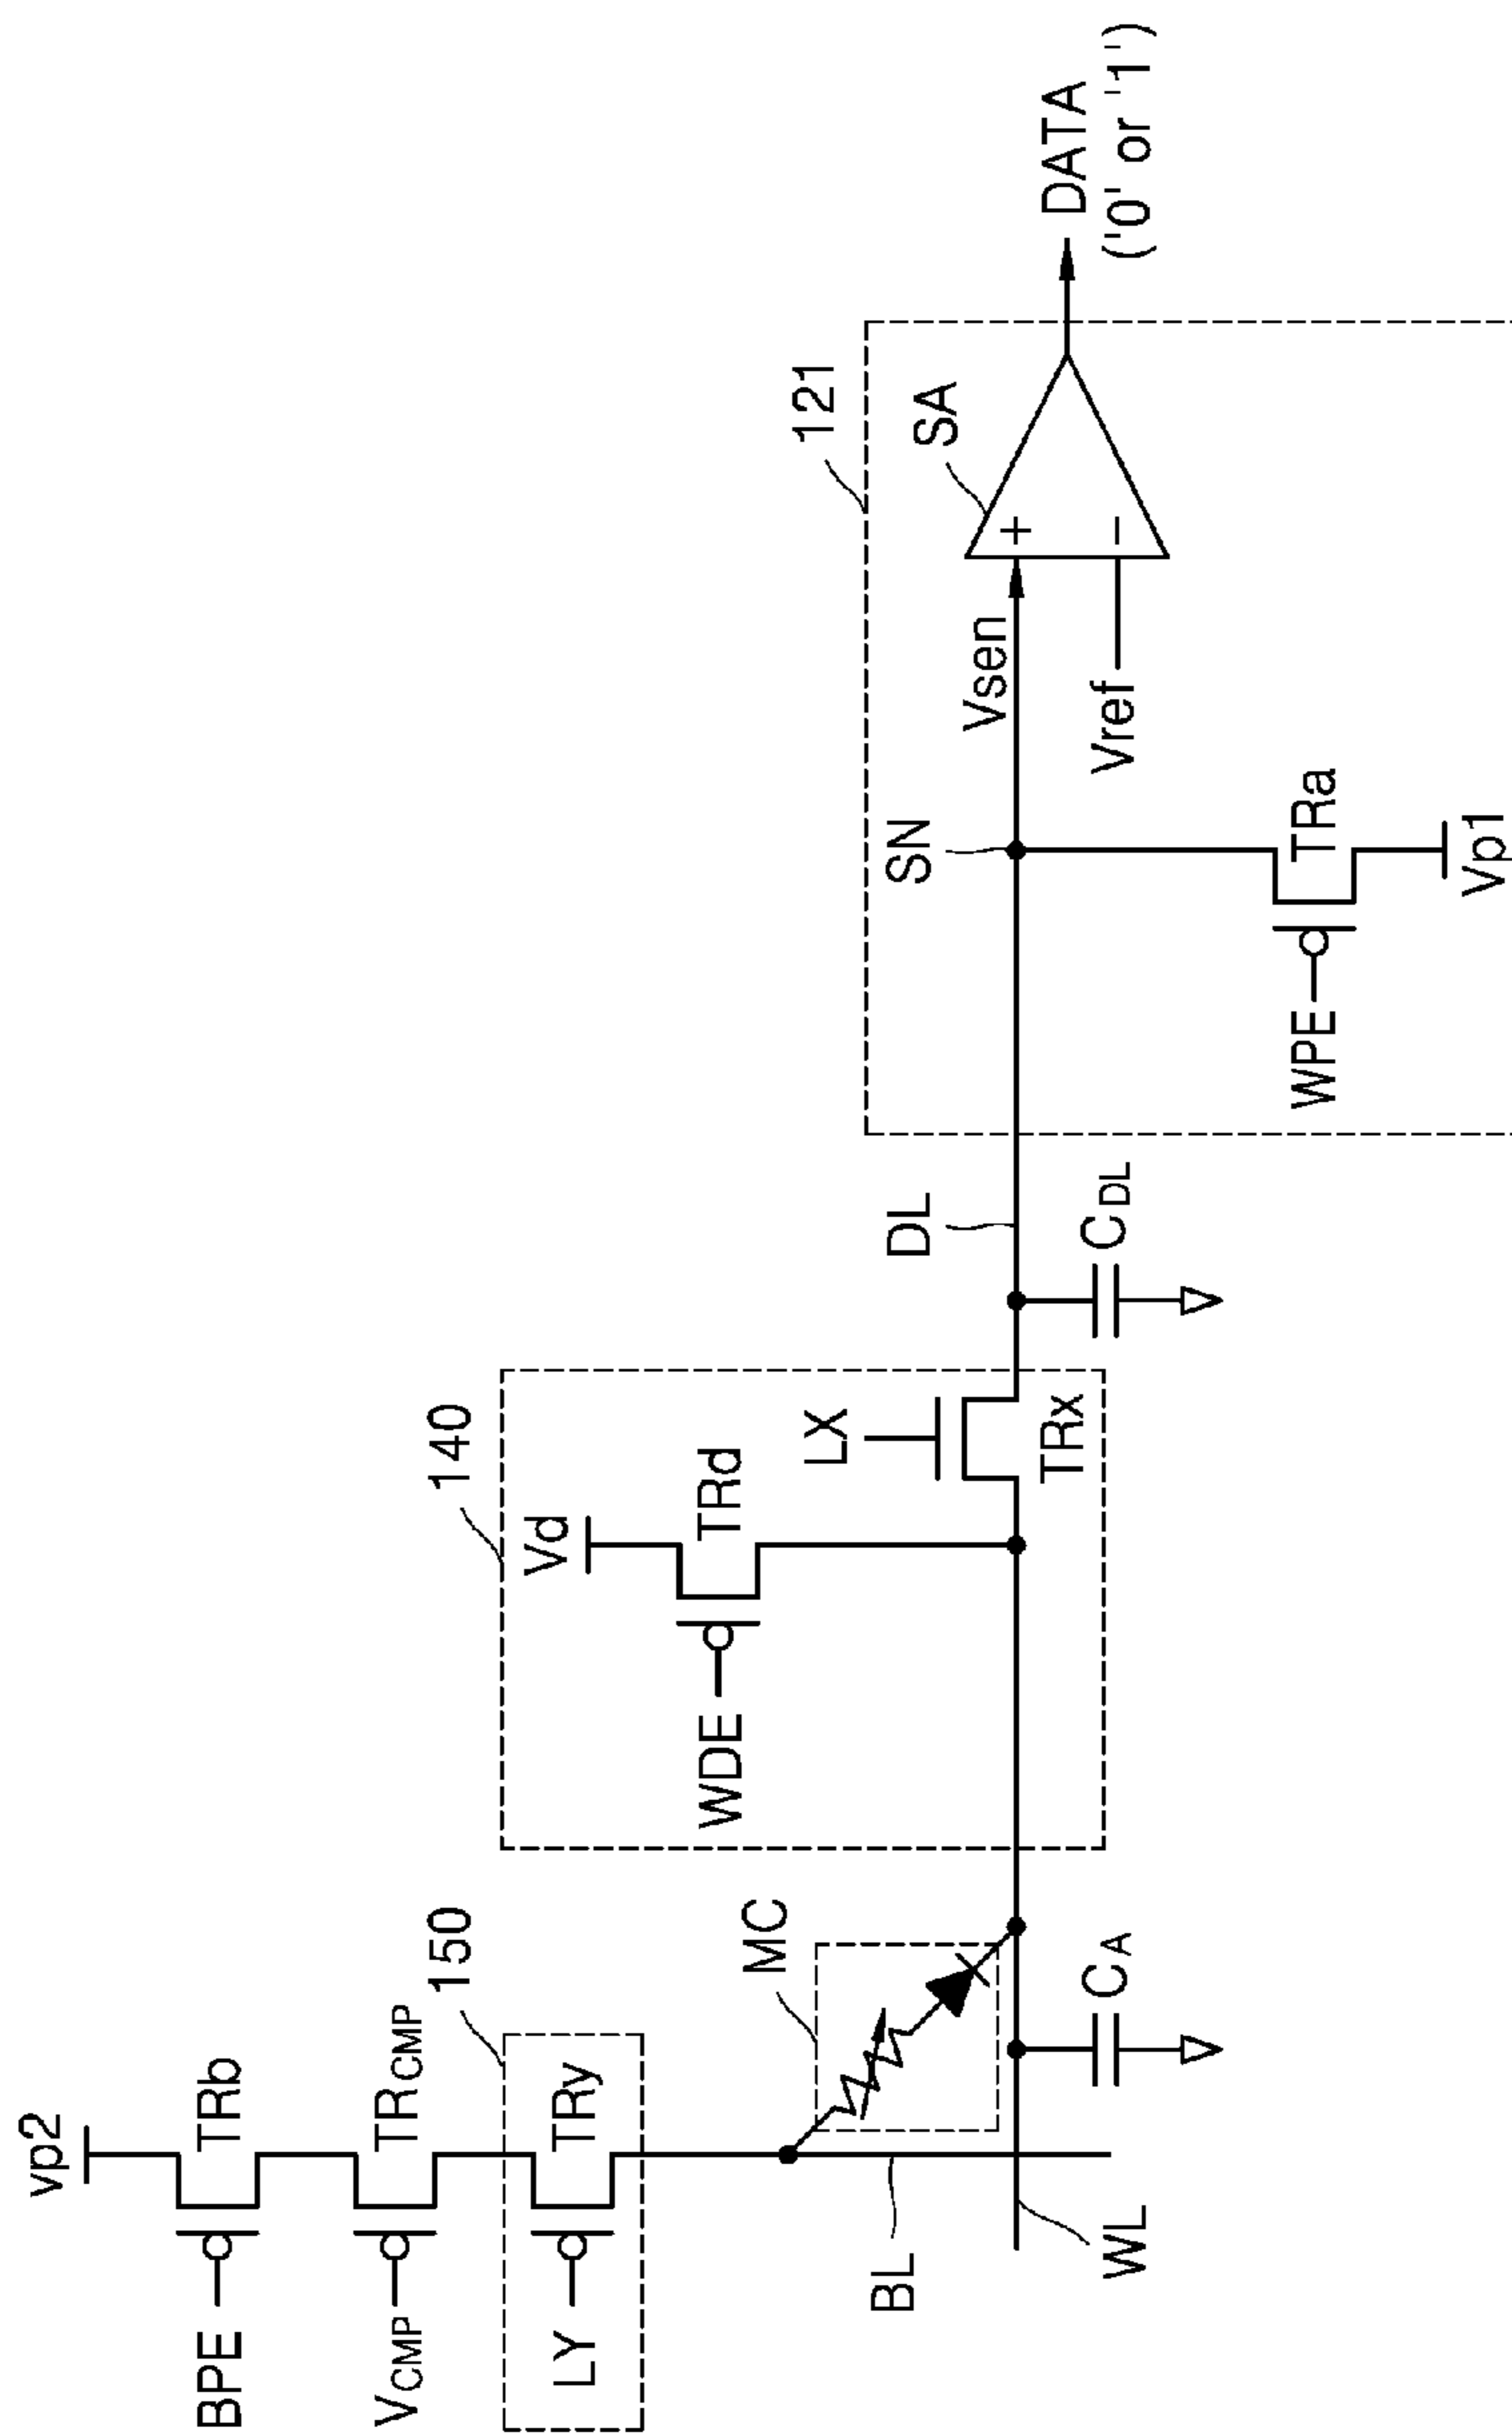 vp2
BPE
TRb
VCMP
TRCMP
150
LY
TRy
BL
MC
WL
CA
140
Vd
WDE
TRd
LX
TRx
DL
CDL
121
SN
WPE
TRa
Vp1
Vsen
Vref
SA
+
−
DATA
('0' or '1')